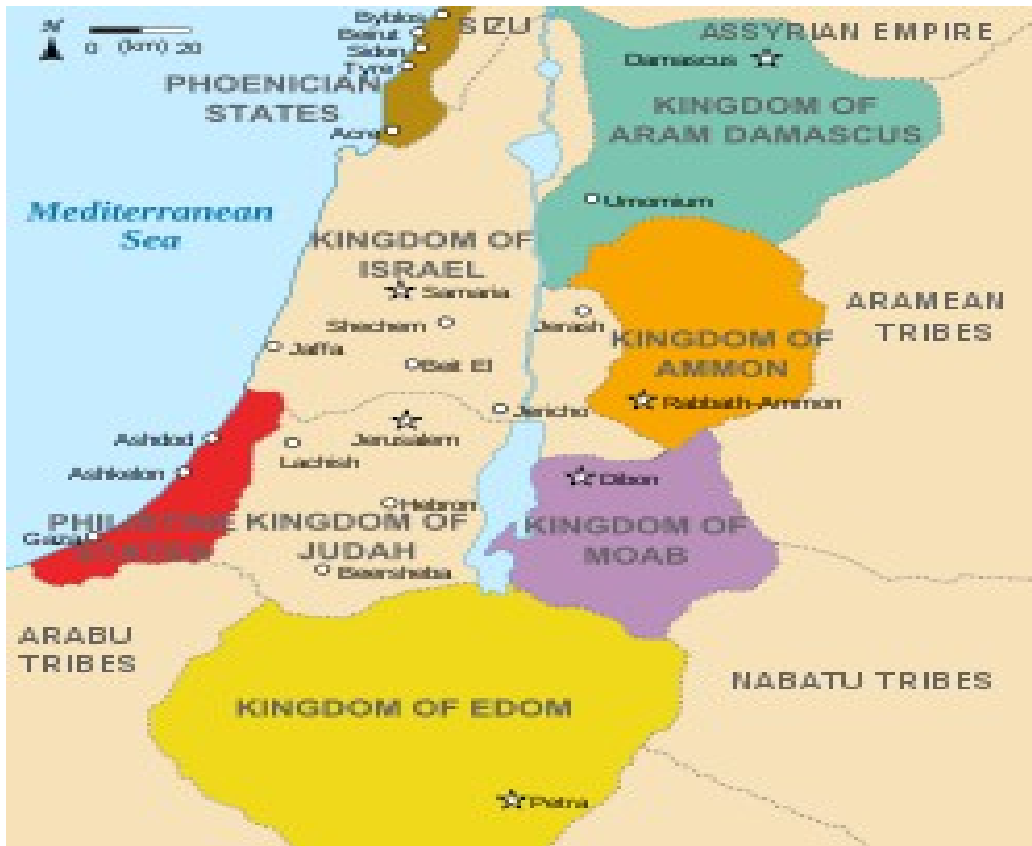 N
0 (km) 20
Byblos
Beirut
Sidon
Tyre
SIZU
ASSYRIAN EMPIRE
Damascus
PHOENICIAN
STATES
KINGDOM OF
ARAM DAMASCUS
Acre
Mediterranean
Sea
Umomium
KINGDOM OF
ISRAEL
Samaria
ARAMEAN
TRIBES
Shechem
Jerash
KINGDOM OF
AMMON
Jaffa
Beit El
Rabbath-Ammon
Jericho
Jerusalem
Ashdod
Lachish
Ashkelon
Dibon
Hebron
PHILISTINE
STATES
Gaza
KINGDOM OF
JUDAH
KINGDOM OF
MOAB
Beersheba
ARABU
TRIBES
NABATU TRIBES
KINGDOM OF EDOM
Petra